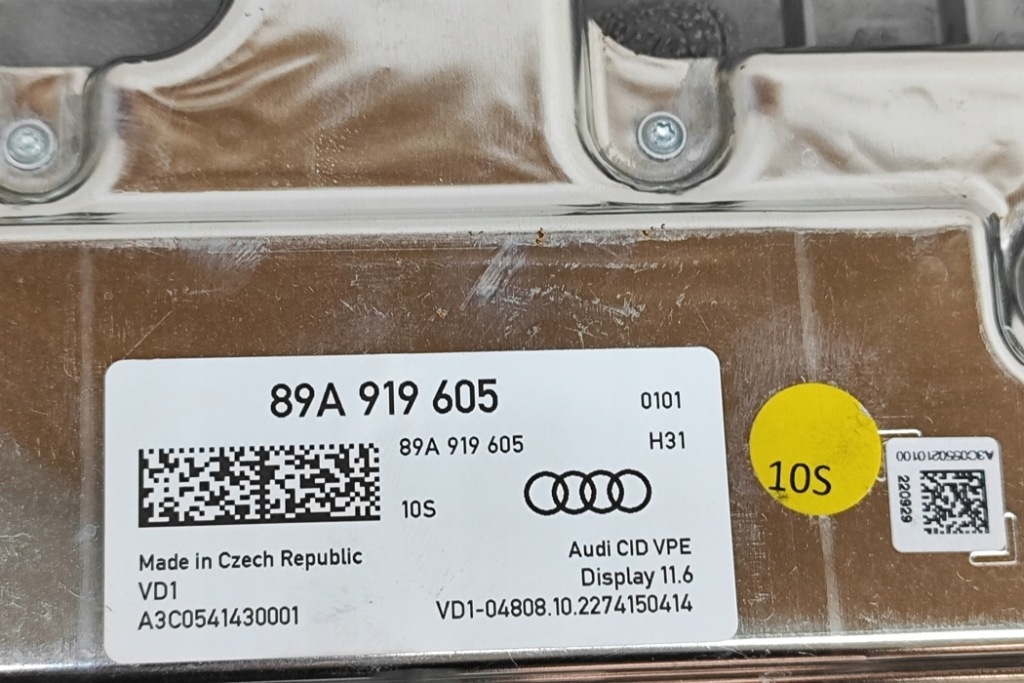 89A 919 605
0101
89A 919 605
H31
10S
Made in Czech Republic
VD1
A3C0541430001
Audi CID VPE
Display 11.6
VD1-04808.10.2274150414
10S
A3C0550210100
220929